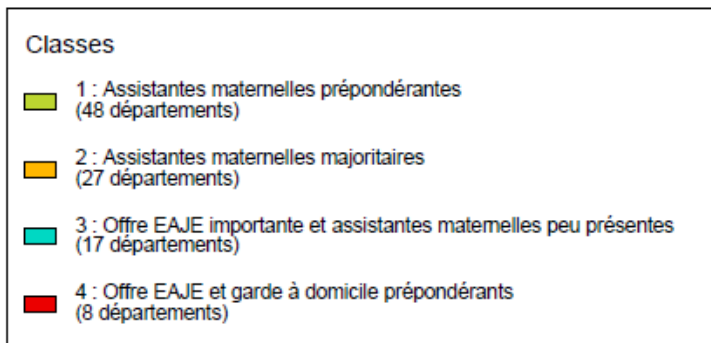 Classes
1 : Assistantes maternelles prépondérantes
(48 départements)
2 : Assistantes maternelles majoritaires
(27 départements)
3 : Offre EAJE importante et assistantes maternelles peu présentes
(17 départements)
4 : Offre EAJE et garde à domicile prépondérants
(8 départements)